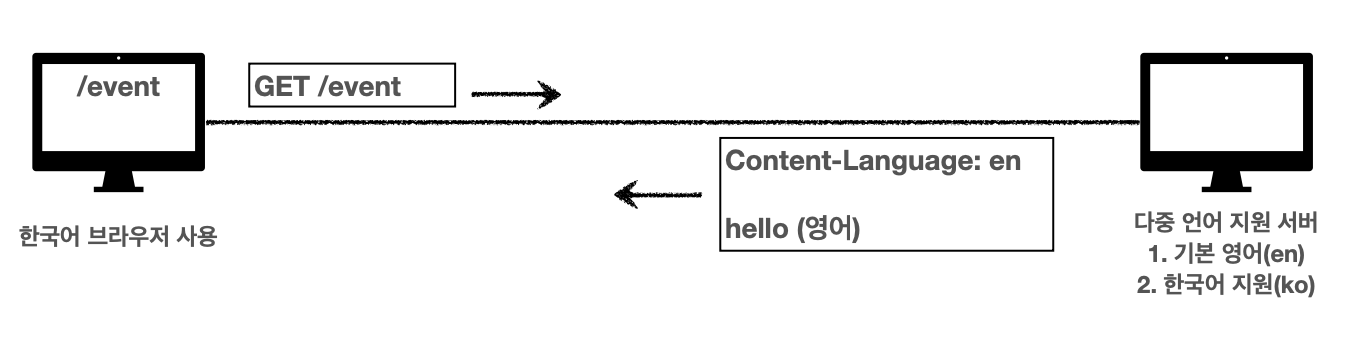 /event
GET /event
Content-Language: en
hello (영어)
한국어 브라우저 사용
다중 언어 지원 서버
1. 기본 영어(en)
2. 한국어 지원(ko)